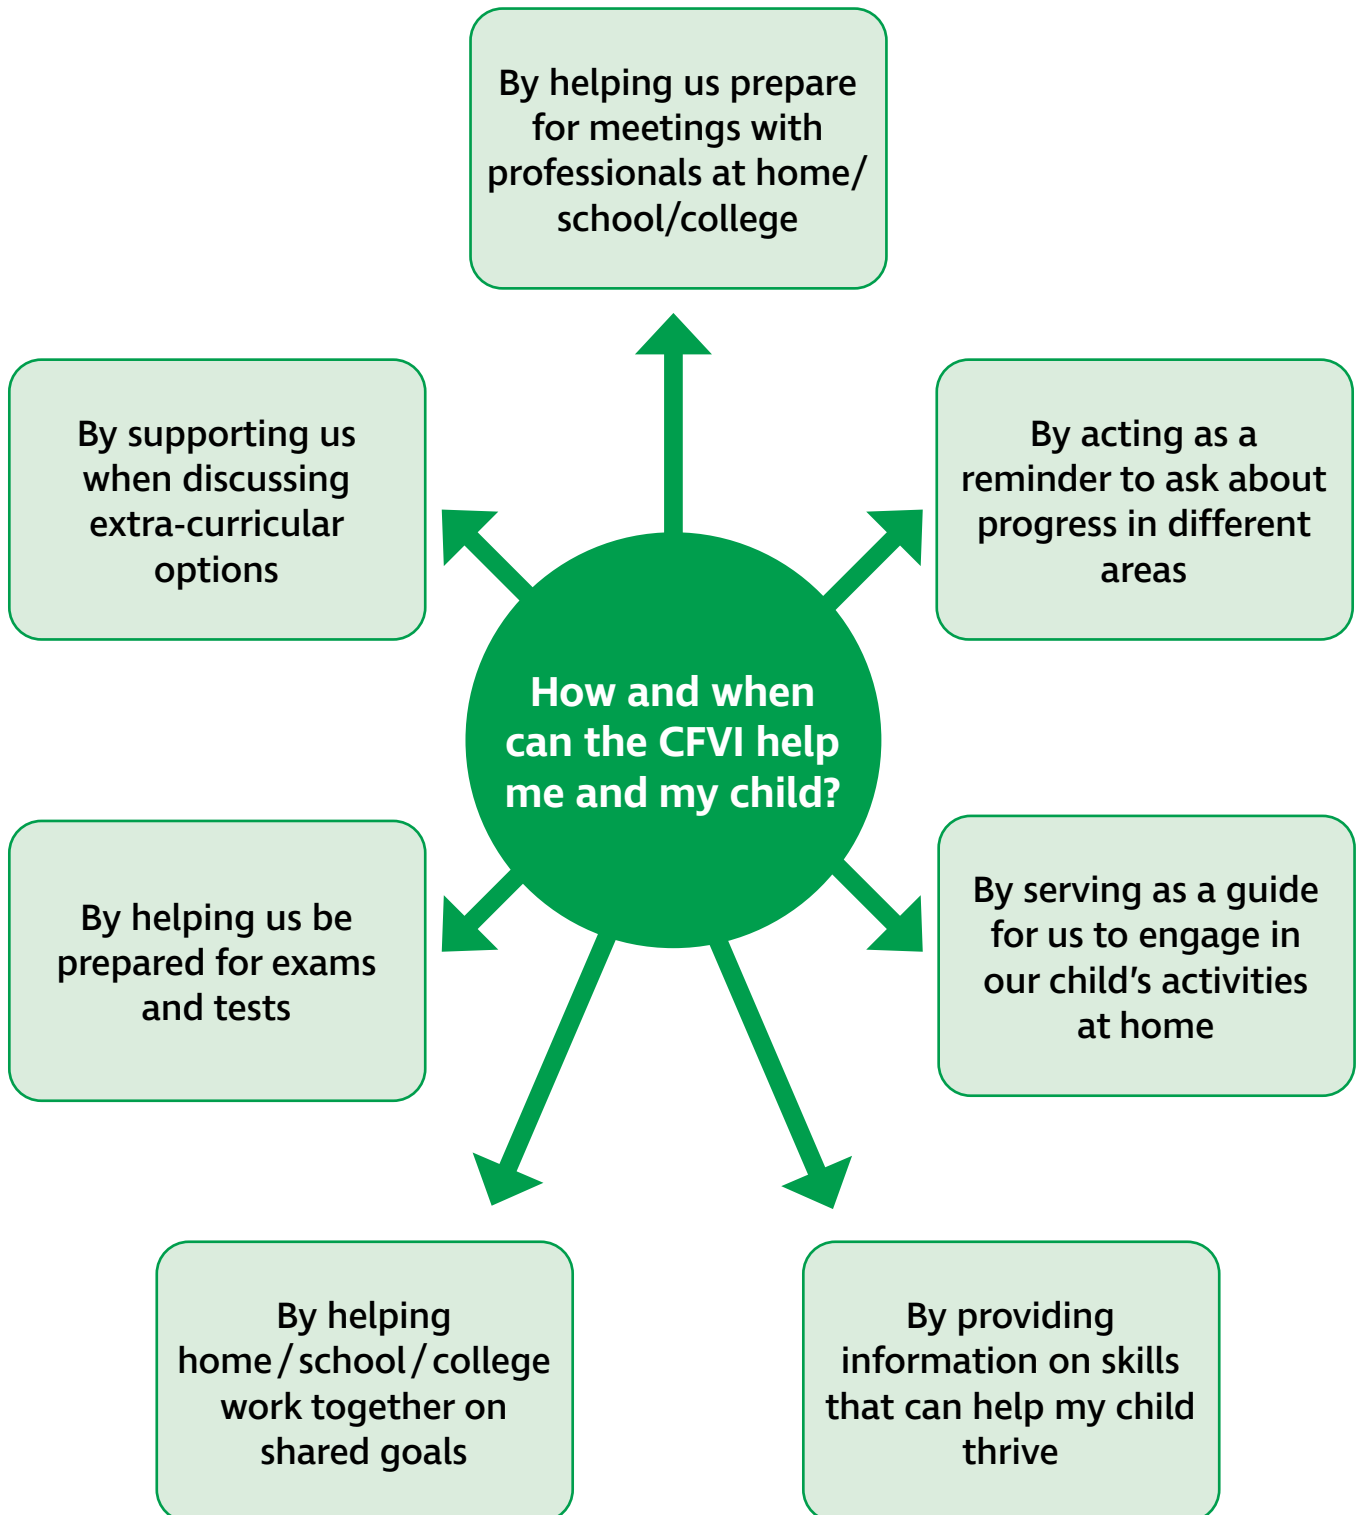 By helping us prepare
for meetings with
professionals at home/
school/college
By supporting us
when discussing
extra-curricular
options
By acting as a
reminder to ask about
progress in different
areas
How and when
can the CFVI help
me and my child?
By helping us be
prepared for exams
and tests
By serving as a guide
for us to engage in
our child’s activities
at home
By helping
home/school/college
work together on
shared goals
By providing
information on skills
that can help my child
thrive